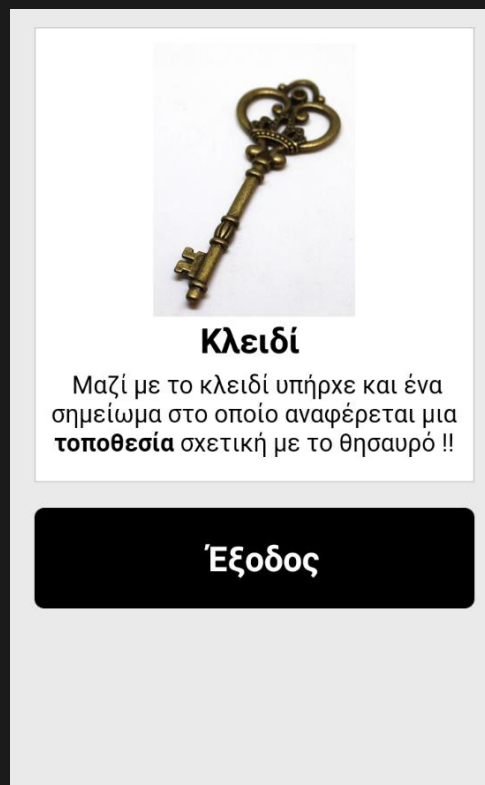 Κλειδί
Μαζί με το κλειδί υπήρχε και ένα
σημείωμα στο οποίο αναφέρεται μια
τοποθεσία σχετική με το θησαυρό !!
Έξοδος